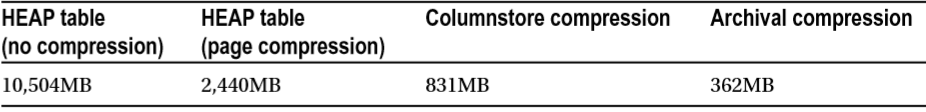 HEAP table HEAP table Columnstore compression Archival compression
(no compression) (page compression)
10,504MB 2,440MB 831MB 362MB